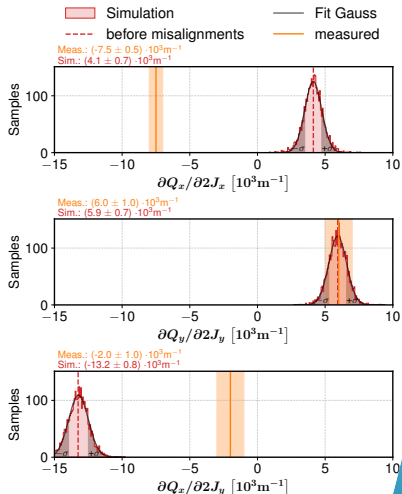 Simulation
Fit Gauss
before misalignments
measured
Meas.: (-7.5 ± 0.5) ·10³m⁻¹
Sim.: (4.1 ± 0.7) ·10³m⁻¹
Samples
100
0
−σ +σ
−15 −10 −5 0 5 10
∂Qx/∂2Jx [10³m⁻¹]
Meas.: (6.0 ± 1.0) ·10³m⁻¹
Sim.: (5.9 ± 0.7) ·10³m⁻¹
Samples
100
0
−σ +σ
−15 −10 −5 0 5 10
∂Qy/∂2Jy [10³m⁻¹]
Meas.: (-2.0 ± 1.0) ·10³m⁻¹
Sim.: (-13.2 ± 0.8) ·10³m⁻¹
Samples
100
0
−σ +σ
−15 −10 −5 0 5 10
∂Qx/∂2Jy [10³m⁻¹]